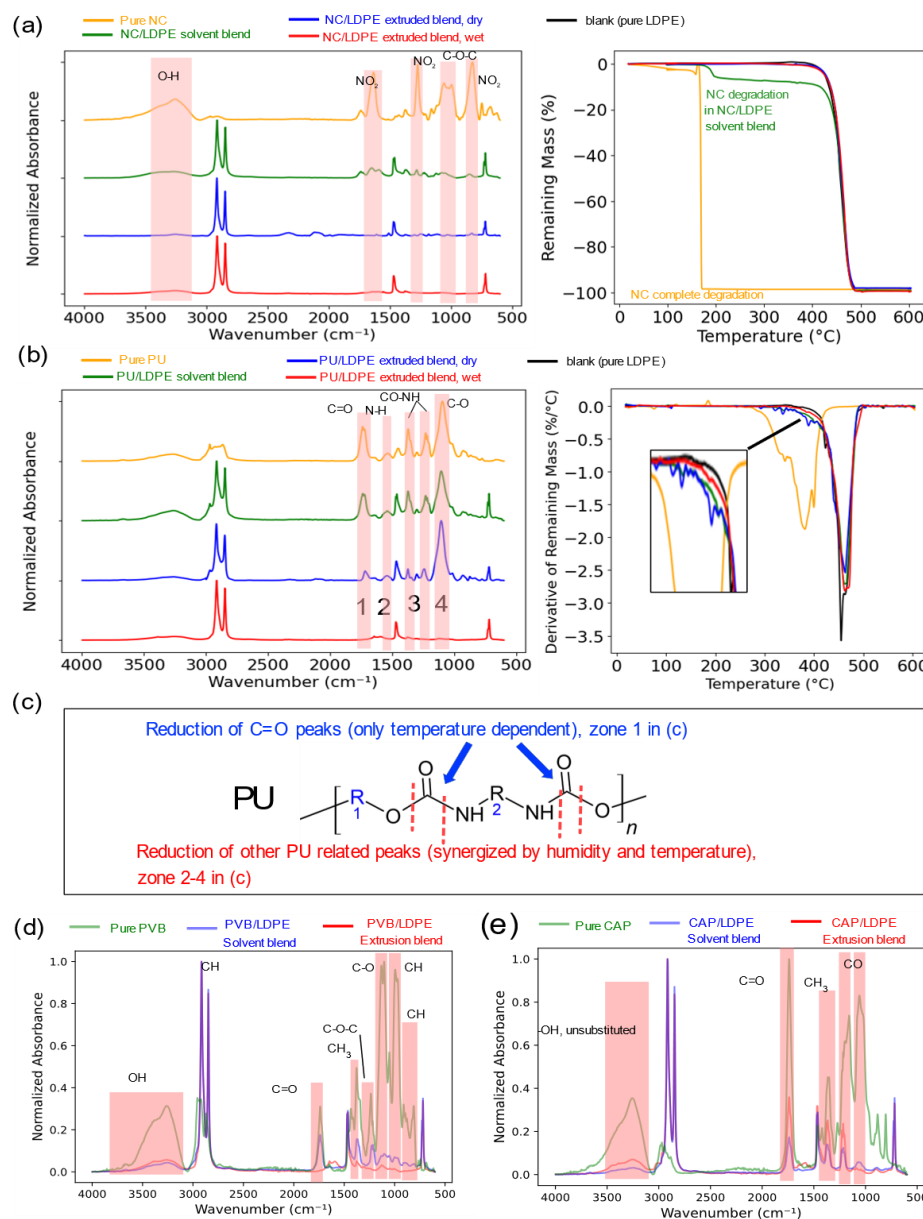 (a)
Pure NC
NC/LDPE extruded blend, dry
blank (pure LDPE)
NC/LDPE solvent blend
NC/LDPE extruded blend, wet
O-H
NO2
NO2
C-O-C
NO2
Normalized Absorbance
4000 3500 3000 2500 2000 1500 1000 500
Wavenumber (cm⁻¹)
Remaining Mass (%)
0
−20
−40
−60
−80
−100
NC degradation
in NC/LDPE
solvent blend
NC complete degradation
0 100 200 300 400 500 600
Temperature (°C)
(b)
Pure PU
PU/LDPE extruded blend, dry
blank (pure LDPE)
PU/LDPE solvent blend
PU/LDPE extruded blend, wet
C=O
N-H
CO-NH
C-O
1 2 3 4
Normalized Absorbance
4000 3500 3000 2500 2000 1500 1000 500
Wavenumber (cm⁻¹)
Derivative of Remaining Mass (%/°C)
0.0
−0.5
−1.0
−1.5
−2.0
−2.5
−3.0
−3.5
0 100 200 300 400 500 600
Temperature (°C)
(c)
Reduction of C=O peaks (only temperature dependent), zone 1 in (c)
PU
R
1
O
O
NH
R
2
NH
O
O
n
Reduction of other PU related peaks (synergized by humidity and temperature),
zone 2-4 in (c)
(d)
Pure PVB
PVB/LDPE
Solvent blend
PVB/LDPE
Extrusion blend
OH
CH
C=O
CH3
C-O-C
C-O
CH
CH
Normalized Absorbance
1.0
0.8
0.6
0.4
0.2
0.0
4000 3500 3000 2500 2000 1500 1000 500
Wavenumber (cm⁻¹)
(e)
Pure CAP
CAP/LDPE
Solvent blend
CAP/LDPE
Extrusion blend
-OH, unsubstituted
C=O
CH3
CO
Normalized Absorbance
1.0
0.8
0.6
0.4
0.2
0.0
4000 3500 3000 2500 2000 1500 1000 500
Wavenumber (cm⁻¹)